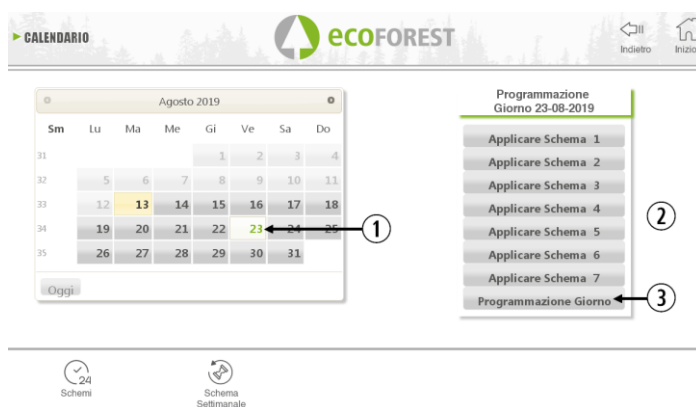 CALENDARIO
ecoFOREST
Indietro
Inizio
Agosto 2019
Sm Lu Ma Me Gi Ve Sa Do
31 1 2 3 4
32 5 6 7 8 9 10 11
33 12 13 14 15 16 17 18
34 19 20 21 22 23 24 25
35 26 27 28 29 30 31
Oggi
1
Programmazione
Giorno 23-08-2019
Applicare Schema 1
Applicare Schema 2
Applicare Schema 3
Applicare Schema 4
Applicare Schema 5
Applicare Schema 6
Applicare Schema 7
Programmazione Giorno
2
3
24
Schemi
Schema
Settimanale